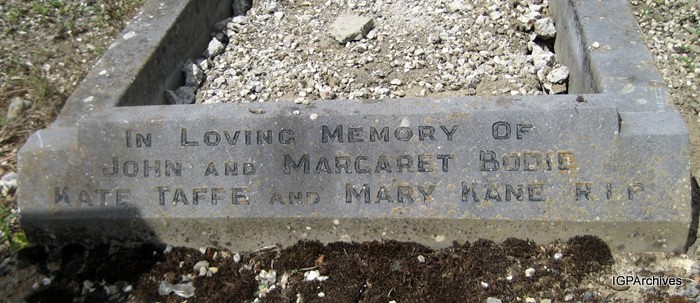 IN LOVING MEMORY OF
JOHN AND MARGARET BODIE
KATE TAFFE AND MARY KANE R.I.P
IGPArchives